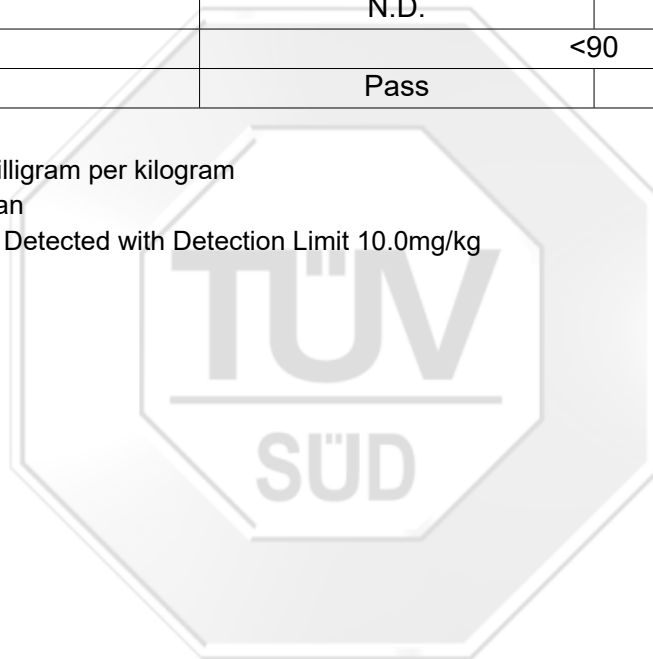 N.D.
<90
Pass
illigram per kilogram
an
Detected with Detection Limit 10.0mg/kg
TÜV
SÜD